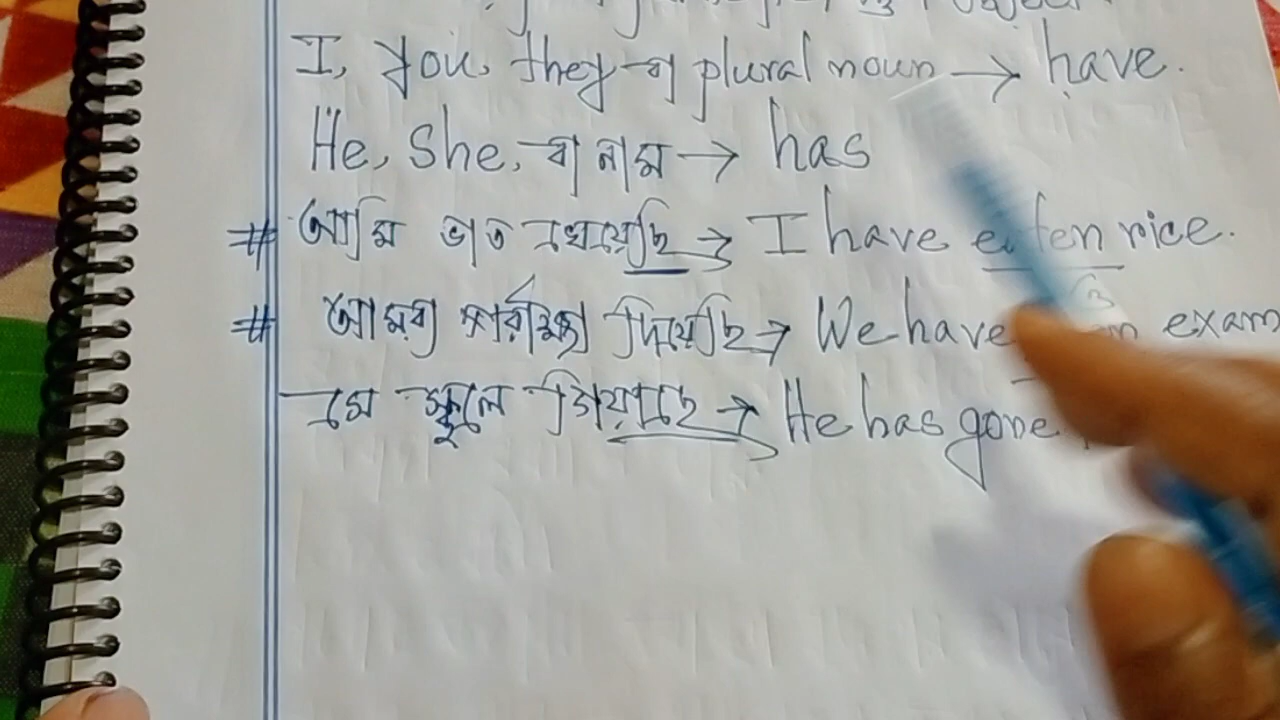 I, you, they বা plural noun → have.
He, She, বা নাম → has
# আমি ভাত খেয়েছি → I have eaten rice.
# আমরা পরীক্ষা দিয়েছি → We have exam
সে স্কুলে গিয়াছে → He has gone